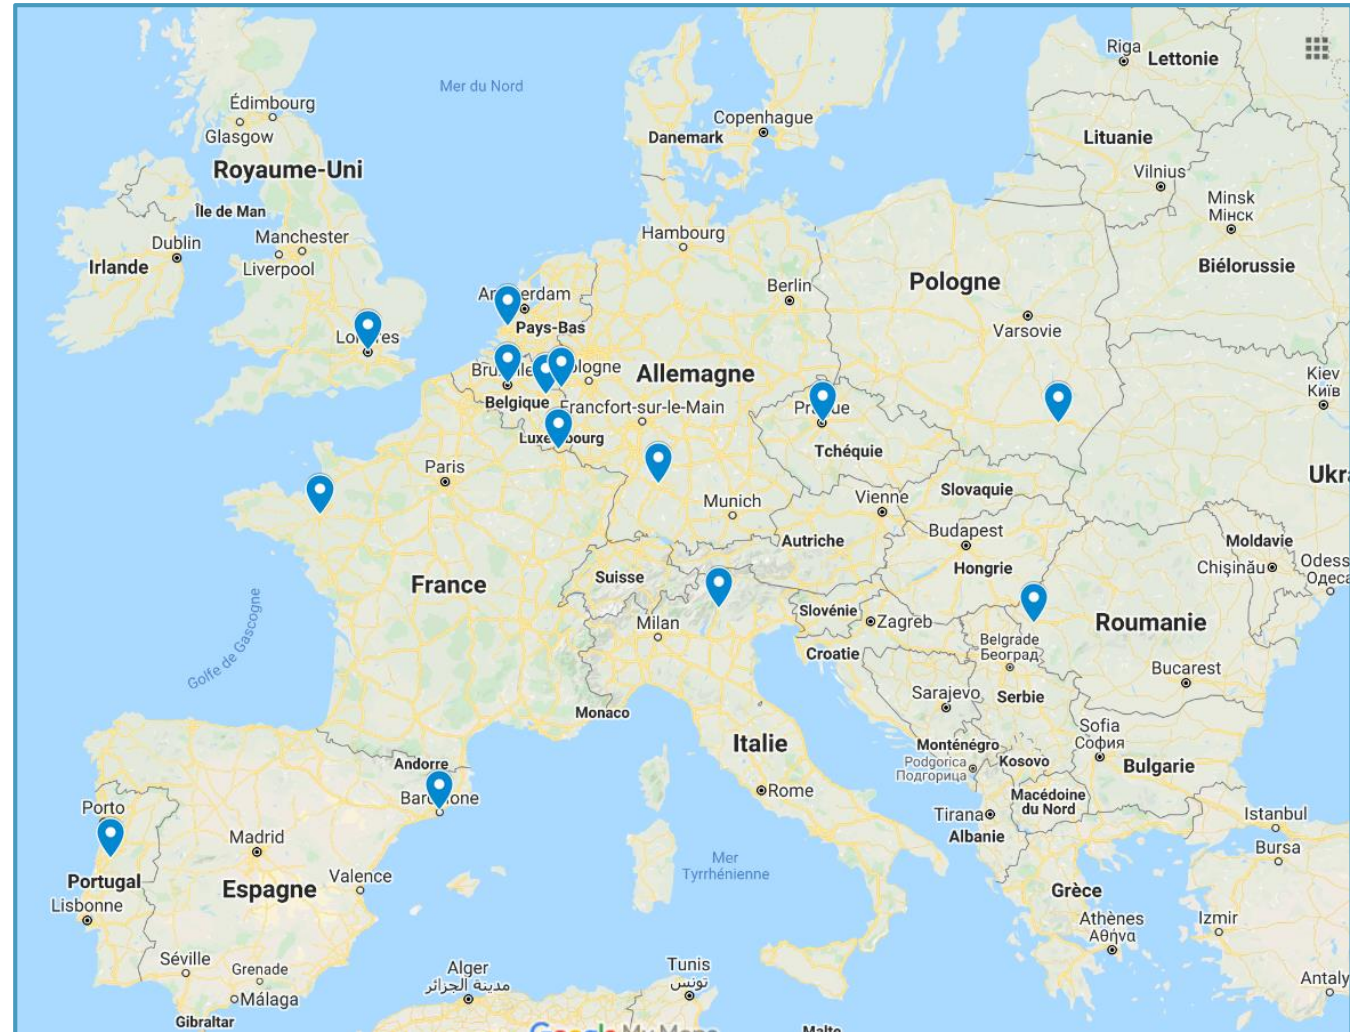 Riga
Lettonie
Mer du Nord
Édimbourg
Glasgow
Copenhague
Danemark
Lituanie
Royaume-Uni
Vilnius
Minsk
Мінск
Île de Man
Dublin
Manchester
Hambourg
Irlande
Liverpool
Biélorussie
Pologne
Berlin
Pays-Bas
Varsovie
Allemagne
Kiev
Київ
Belgique
Francfort-sur-le-Main
Tchéquie
Paris
Ukr
Munich
Vienne
Slovaquie
Autriche
Budapest
Moldavie
Hongrie
Chișinău
Odess
Одеса
France
Suisse
Slovénie
Zagreb
Roumanie
Milan
Belgrade
Београд
Croatie
Golfe de Gascogne
Bucarest
Sarajevo
Serbie
Monaco
Sofia
София
Italie
Monténégro
Podgorica
Подгорица
Kosovo
Bulgarie
Andorre
Rome
Macédoine
du Nord
Porto
Tirana
Istanbul
Albanie
Madrid
Bursa
Mer
Tyrrhénienne
Portugal
Espagne
Valence
Grèce
Lisbonne
Athènes
Αθήνα
Izmir
Séville
Grenade
Alger
مدينة الجزائر
Tunis
تونس
Antaly
Málaga
Gibraltar